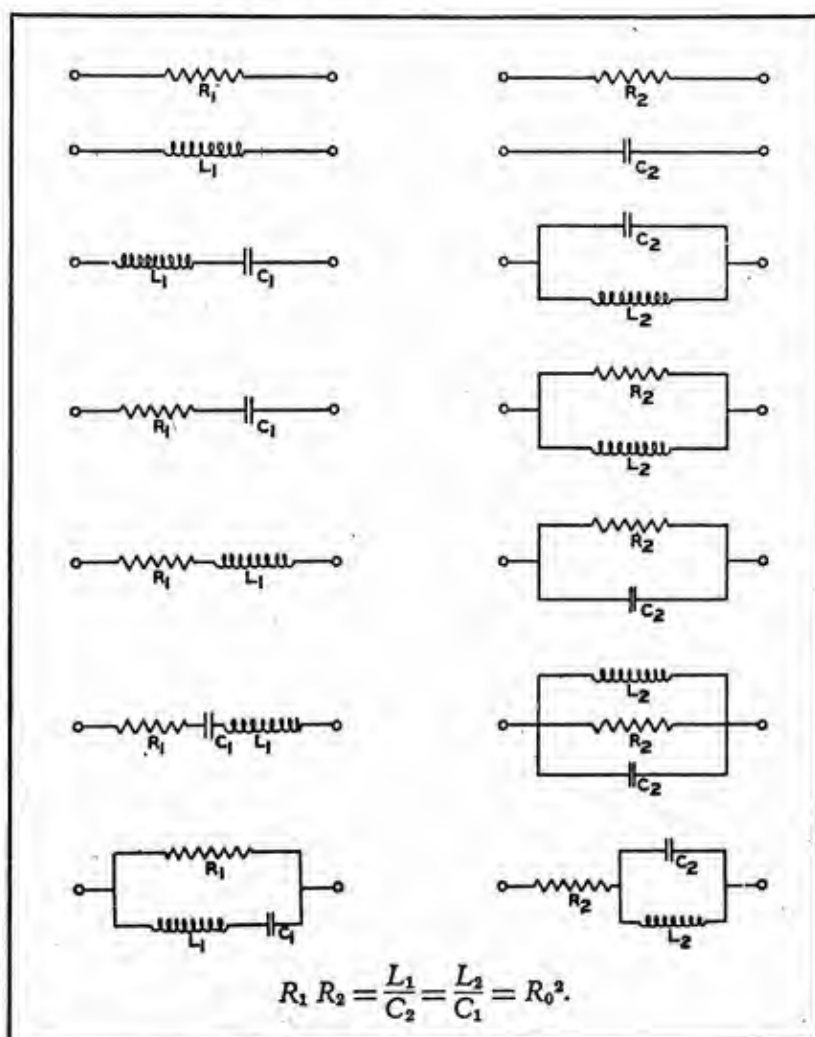 R₁ R₂
L₁ C₂
C₂
L₁ C₁ L₂
R₂
R₁ C₁ L₂
R₂
R₁ L₁ C₂
L₂
R₁ C₁ L₁ R₂
C₂
R₁ C₂
R₂
L₁ C₁ L₂
R₁ R₂ = L₁/C₂ = L₂/C₁ = R₀².